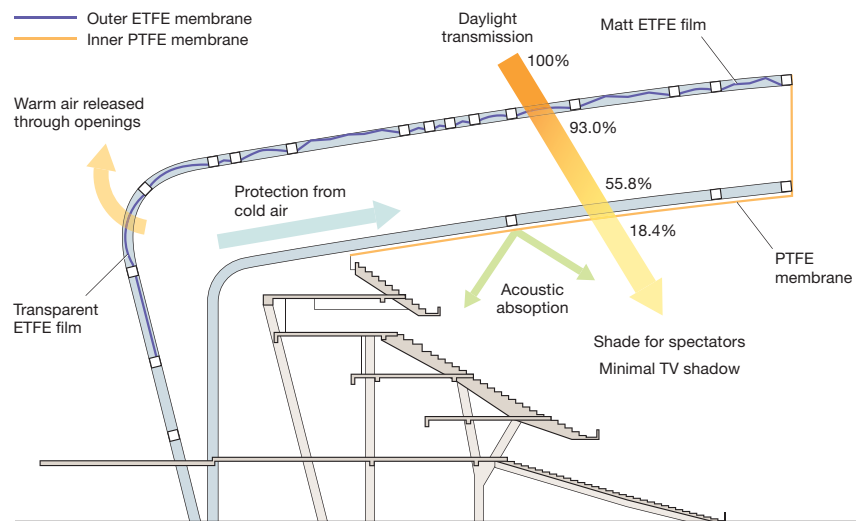 Outer ETFE membrane
Inner PTFE membrane
Daylight
transmission
100%
Matt ETFE film
Warm air released
through openings
93.0%
Protection from
cold air
55.8%
18.4%
PTFE
membrane
Transparent
ETFE film
Acoustic
absoption
Shade for spectators
Minimal TV shadow